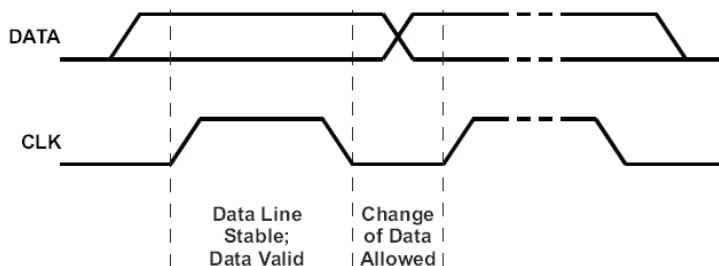 DATA
CLK
Data Line
Stable;
Data Valid
Change
of Data
Allowed